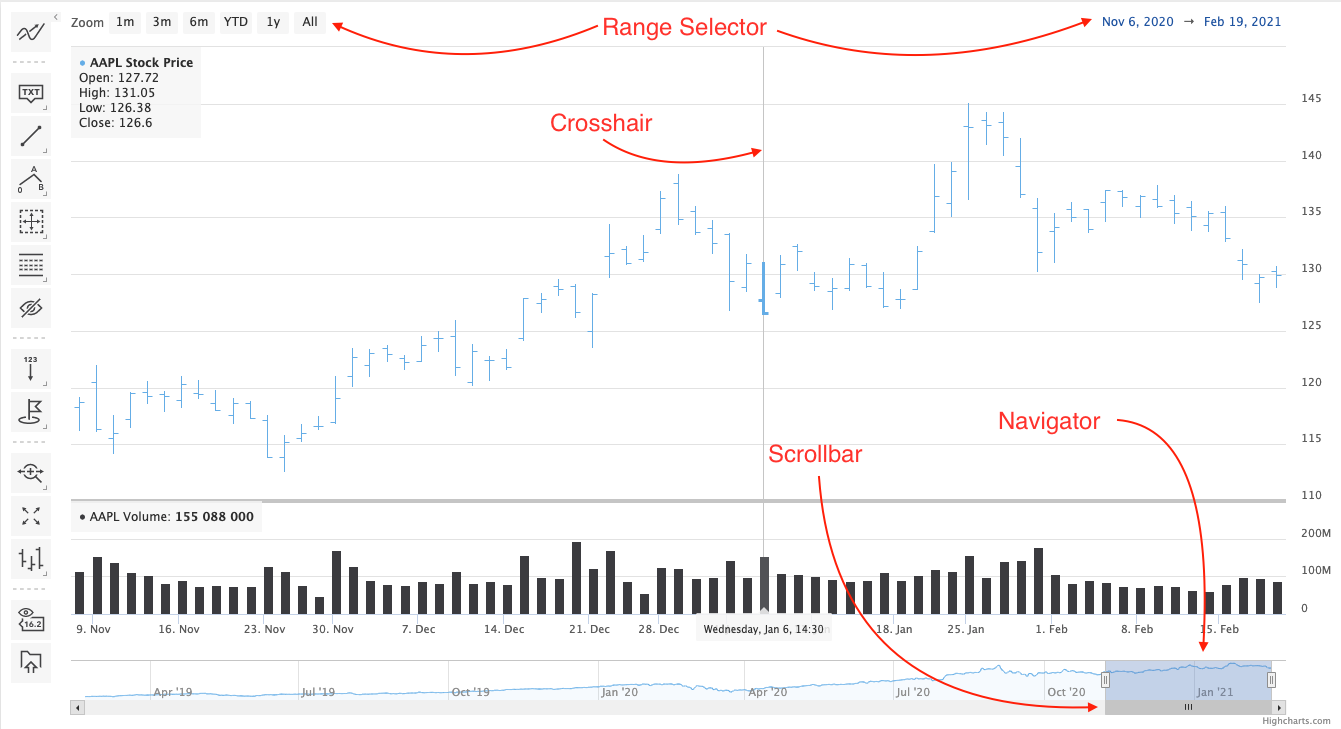 Zoom 1m 3m 6m YTD 1y All
Range Selector
Nov 6, 2020 → Feb 19, 2021
AAPL Stock Price
Open: 127.72
High: 131.05
Low: 126.38
Close: 126.6
Crosshair
TXT
A
0 B
123
16.2
145
140
135
130
125
120
115
110
Navigator
Scrollbar
AAPL Volume: 155 088 000
200M
100M
0
9. Nov 16. Nov 23. Nov 30. Nov 7. Dec 14. Dec 21. Dec 28. Dec Wednesday, Jan 6, 14:30 18. Jan 25. Jan 1. Feb 8. Feb 15. Feb
Apr '19 Jul '19 Oct '19 Jan '20 Apr '20 Jul '20 Oct '20 Jan '21
Highcharts.com